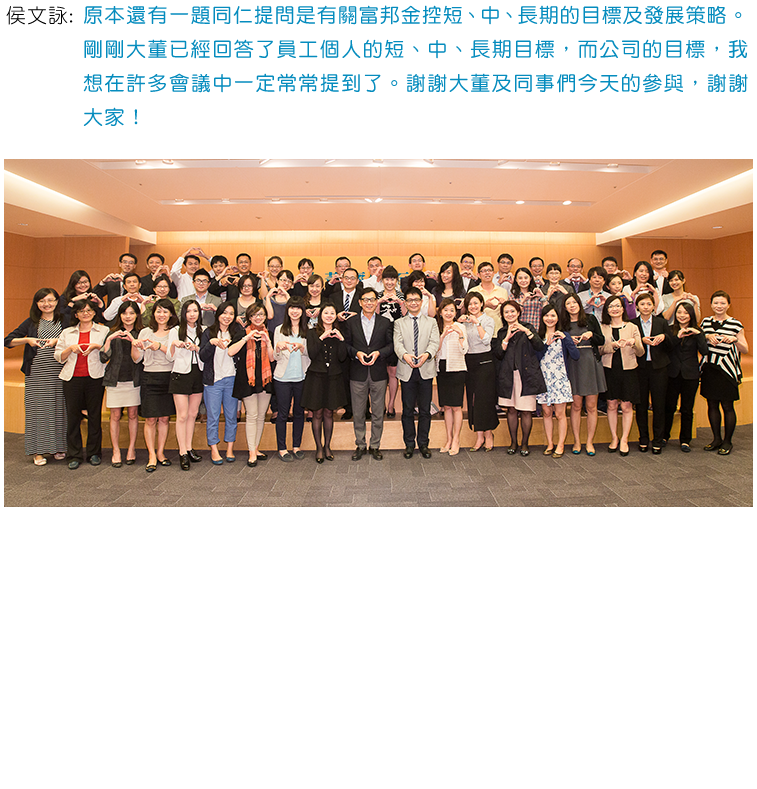 侯文詠: 原本還有一題同仁提問是有關富邦金控短、中、長期的目標及發展策略。
剛剛大董已經回答了員工個人的短、中、長期目標，而公司的目標，我
想在許多會議中一定常常提到了。謝謝大董及同事們今天的參與，謝謝
大家！